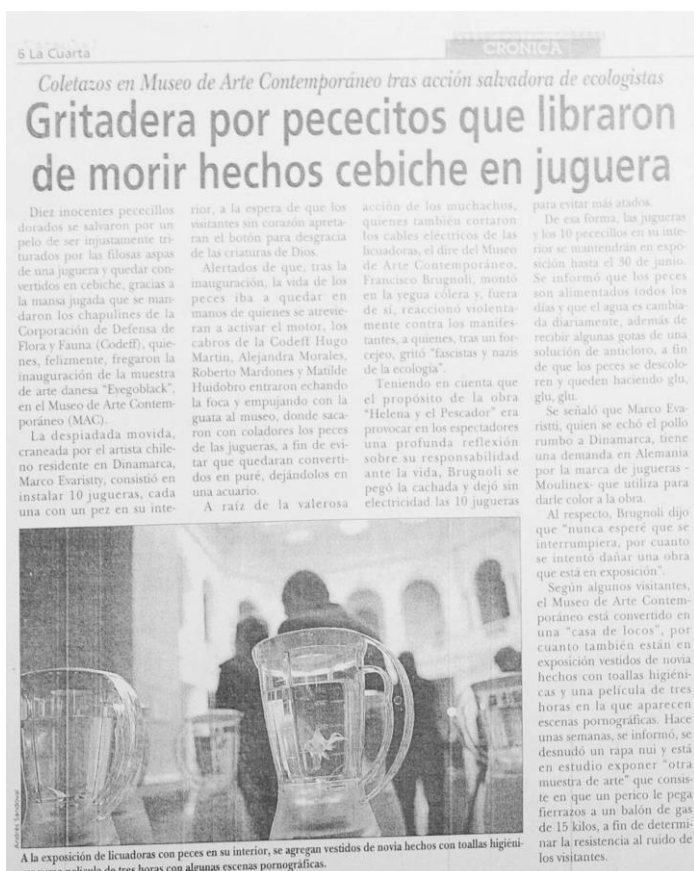 6 La Cuarta
CRONICA
Coletazos en Museo de Arte Contemporáneo tras acción salvadora de ecologistas
Gritadera por pececitos que libraron
de morir hechos cebiche en juguera
Diez inocentes pececillos
dorados se salvaron por un
pelo de ser injustamente tri-
turados por las filosas aspas
de una juguera y quedar con-
vertidos en cebiche, gracias a
la mansa jugada que se man-
daron los chapulines de la
Corporación de Defensa de
Flora y Fauna (Codeff), quie-
nes, felizmente, fregaron la
inauguración de la muestra
de arte danesa "Eyegoblack",
en el Museo de Arte Contem-
poráneo (MAC).
La despiadada movida,
craneada por el artista chile-
no residente en Dinamarca,
Marco Evaristty, consistió en
instalar 10 jugueras, cada
una con un pez en su inte-
rior, a la espera de que los
visitantes sin corazón apreta-
ran el botón para desgracia
de las criaturas de Dios.
Alertados de que, tras la
inauguración, la vida de los
peces iba a quedar en
manos de quienes se atrevie-
ran a activar el motor, los
cabros de la Codeff Hugo
Martin, Alejandra Morales,
Roberto Mardones y Matilde
Huidobro entraron echando
la foca y empujando con la
guata al museo, donde saca-
ron con coladores los peces
de las jugueras, a fin de evi-
tar que quedaran converti-
dos en puré, dejándolos en
una acuario.
A raíz de la valerosa
acción de los muchachos,
quienes también cortaron
los cables eléctricos de las
licuadoras, el dire del Museo
de Arte Contemporáneo,
Francisco Brugnoli, montó
en la yegua cólera y, fuera
de sí, reaccionó violenta-
mente contra los manifes-
tantes, a quienes, tras un for-
cejeo, gritó "fascistas y nazis
de la ecología".
Teniendo en cuenta que
el propósito de la obra
"Helena y el Pescador" era
provocar en los espectadores
una profunda reflexión
sobre su responsabilidad
ante la vida, Brugnoli se
pegó la cachada y dejó sin
electricidad las 10 jugueras
para evitar más atados.
De esa forma, las jugueras
y los 10 pececillos en su inte-
rior se mantendrán en expo-
sición hasta el 30 de junio.
Se informó que los peces
son alimentados todos los
días y que el agua es cambia-
da diariamente, además de
recibir algunas gotas de una
solución de anticloro, a fin
de que los peces se descolo-
ren y queden haciendo glu,
glu, glu.
Se señaló que Marco Eva-
ristti, quien se echó el pollo
rumbo a Dinamarca, tiene
una demanda en Alemania
por la marca de jugueras -
Moulinex- que utiliza para
darle color a la obra.
Al respecto, Brugnoli dijo
que "nunca esperé que se
interrumpiera, por cuanto
se intentó dañar una obra
que está en exposición".
Según algunos visitantes,
el Museo de Arte Contem-
poráneo está convertido en
una "casa de locos", por
cuanto también están en
exposición vestidos de novia
hechos con toallas higiéni-
cas y una película de tres
horas en la que aparecen
escenas pornográficas. Hace
unas semanas, se informó, se
desnudó un rapa nui y está
en estudio exponer "otra
muestra de arte" que consis-
te en que un perico le pega
fierrazos a un balón de gas
de 15 kilos, a fin de determi-
nar la resistencia al ruido de
los visitantes.
Andrés Sandoval
A la exposición de licuadoras con peces en su interior, se agregan vestidos de novia hechos con toallas higiéni-
película de tres horas con algunas escenas pornográficas.